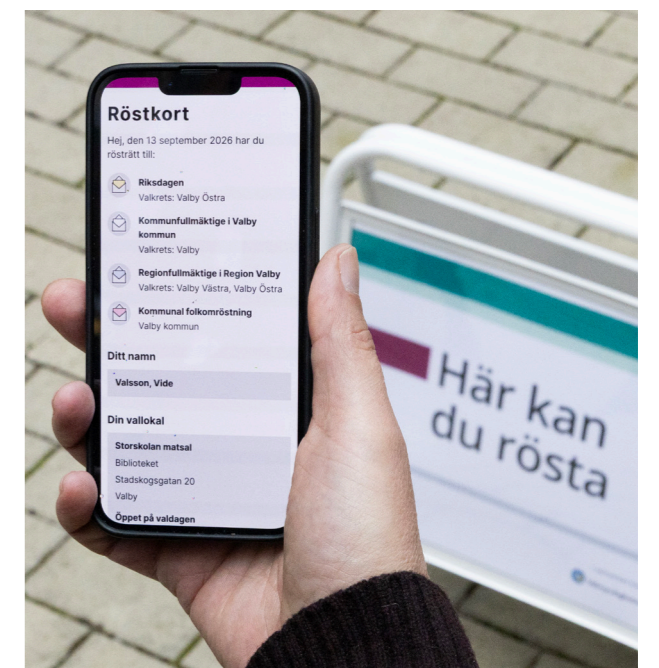 Röstkort
Hej, den 13 september 2026 har du
rösträtt till:
Riksdagen
Valkrets: Valby Östra
Kommunfullmäktige i Valby
kommun
Valkrets: Valby
Regionfullmäktige i Region Valby
Valkrets: Valby Västra, Valby Östra
Kommunal folkomröstning
Valby kommun
Ditt namn
Valsson, Vide
Din vallokal
Storskolan matsal
Biblioteket
Stadskogsgatan 20
Valby
Öppet på valdagen
Här kan
du rösta